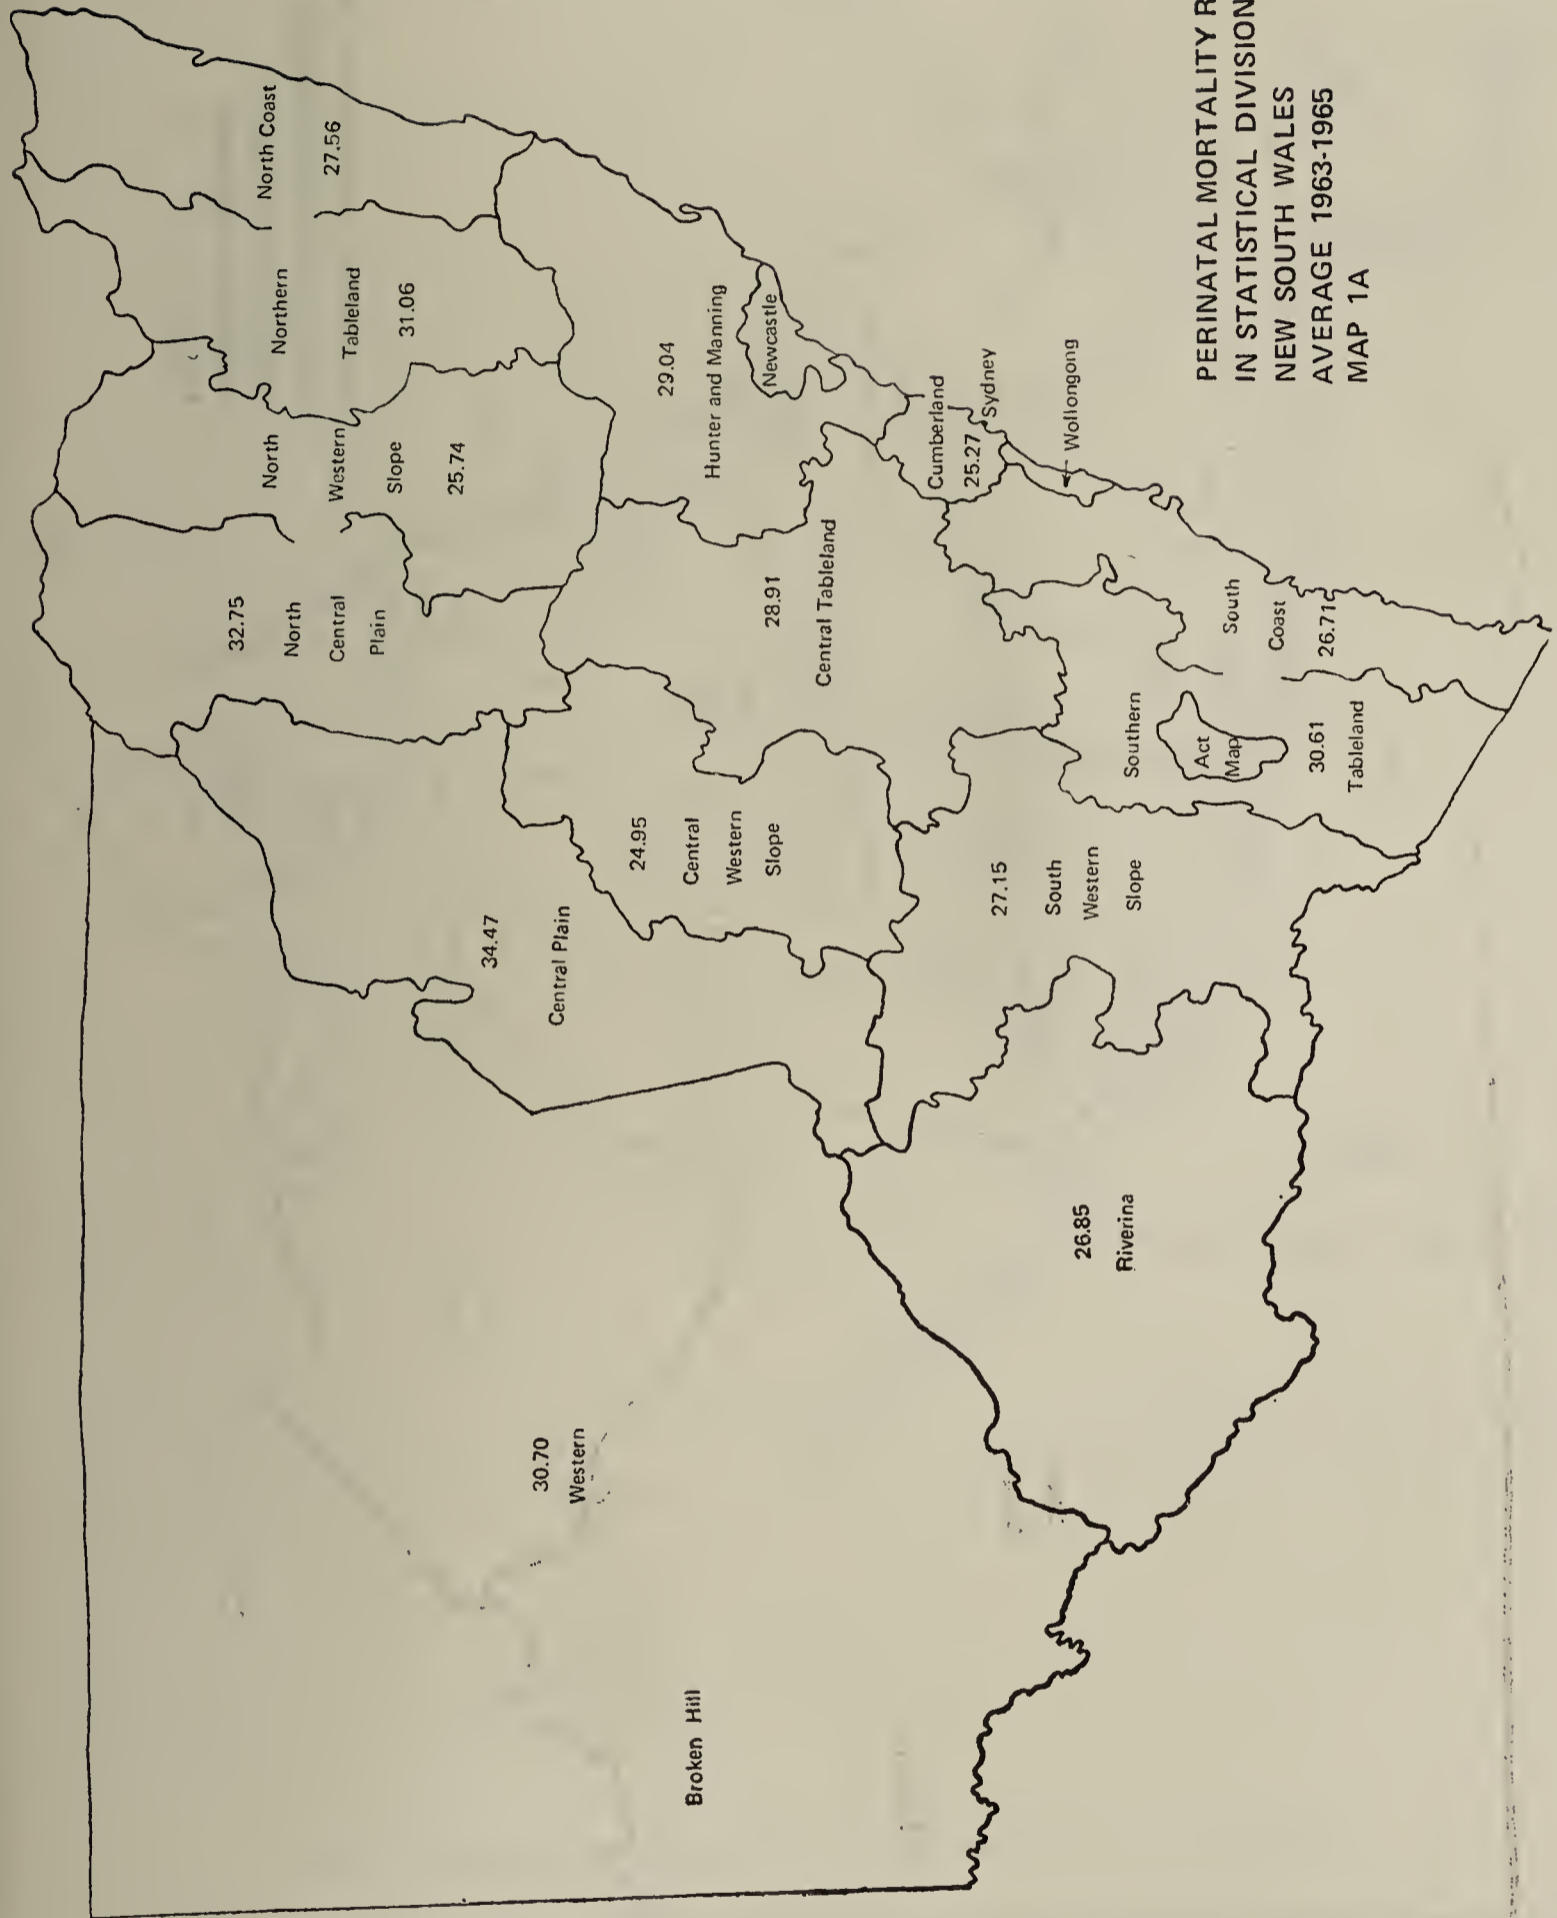 PERINATAL MORTALITY R
IN STATISTICAL DIVISION
NEW SOUTH WALES
AVERAGE 1963-1965
MAP 1A
North Coast
27.56
Northern
Tableland
31.06
North
Western
Slope
25.74
32.75
North
Central
Plain
29.04
Hunter and Manning
Newcastle
34.47
Central Plain
24.95
Central
Western
Slope
28.91
Central Tableland
Cumberland
25.27
Sydney
Wollongong
30.70
Western
Broken Hill
27.15
South
Western
Slope
26.85
Riverina
South
Coast
26.71
Southern
Act
Map
30.61
Tableland